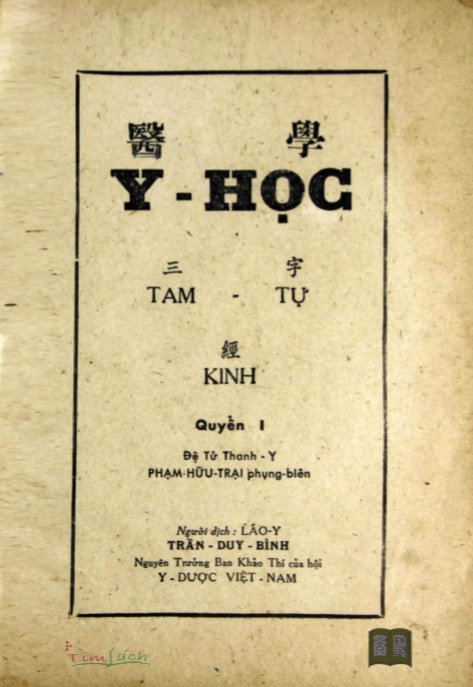 醫 學
Y - HỌC
三 字
TAM - TỰ
經
KINH
Quyển I
Đệ Tử Thanh - Y
PHẠM-HỮU-TRẠI phụng-biên
Người dịch : LÃO-Y
TRẦN - DUY - BÌNH
Nguyên Trưởng Ban Khảo Thí của hội
Y - DƯỢC VIỆT - NAM
TimSách